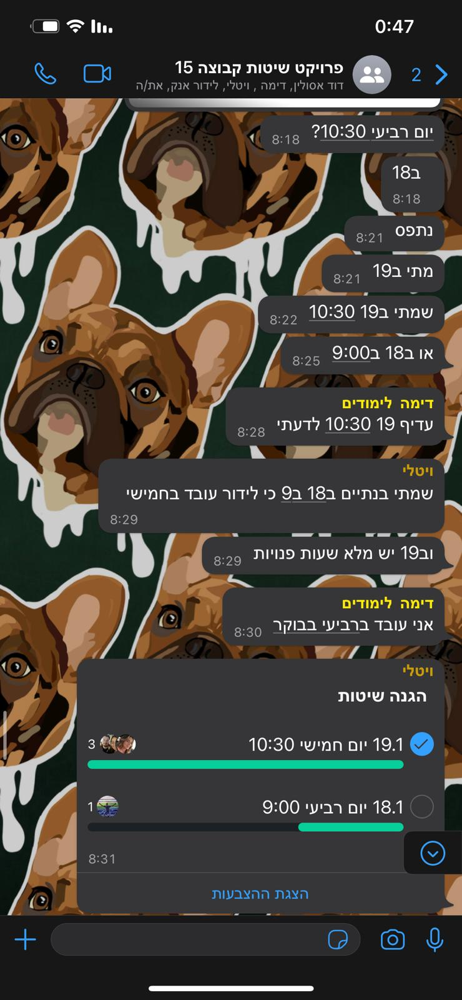 0:47
פרויקט שיטות קבוצה 15
דוד אסולין, דימה , ויטלי, לידור אנק, את/ה
2
יום רביעי 10:30?
8:18
ב18
8:18
נתפס
8:21
מתי ב19
8:21
שמתי ב19 10:30
8:22
או ב18 ב9:00
8:25
דימה לימודים
עדיף 19 10:30 לדעתי
8:28
ויטלי
שמתי בנתיים ב18 ב9 כי לידור עובד בחמישי
8:29
וב19 יש מלא שעות פנויות
8:29
דימה לימודים
אני עובד ברביעי בבוקר
8:30
ויטלי
הגנה שיטות
19.1 יום חמישי 10:30
3
18.1 יום רביעי 9:00
1
8:31
הצגת ההצבעות